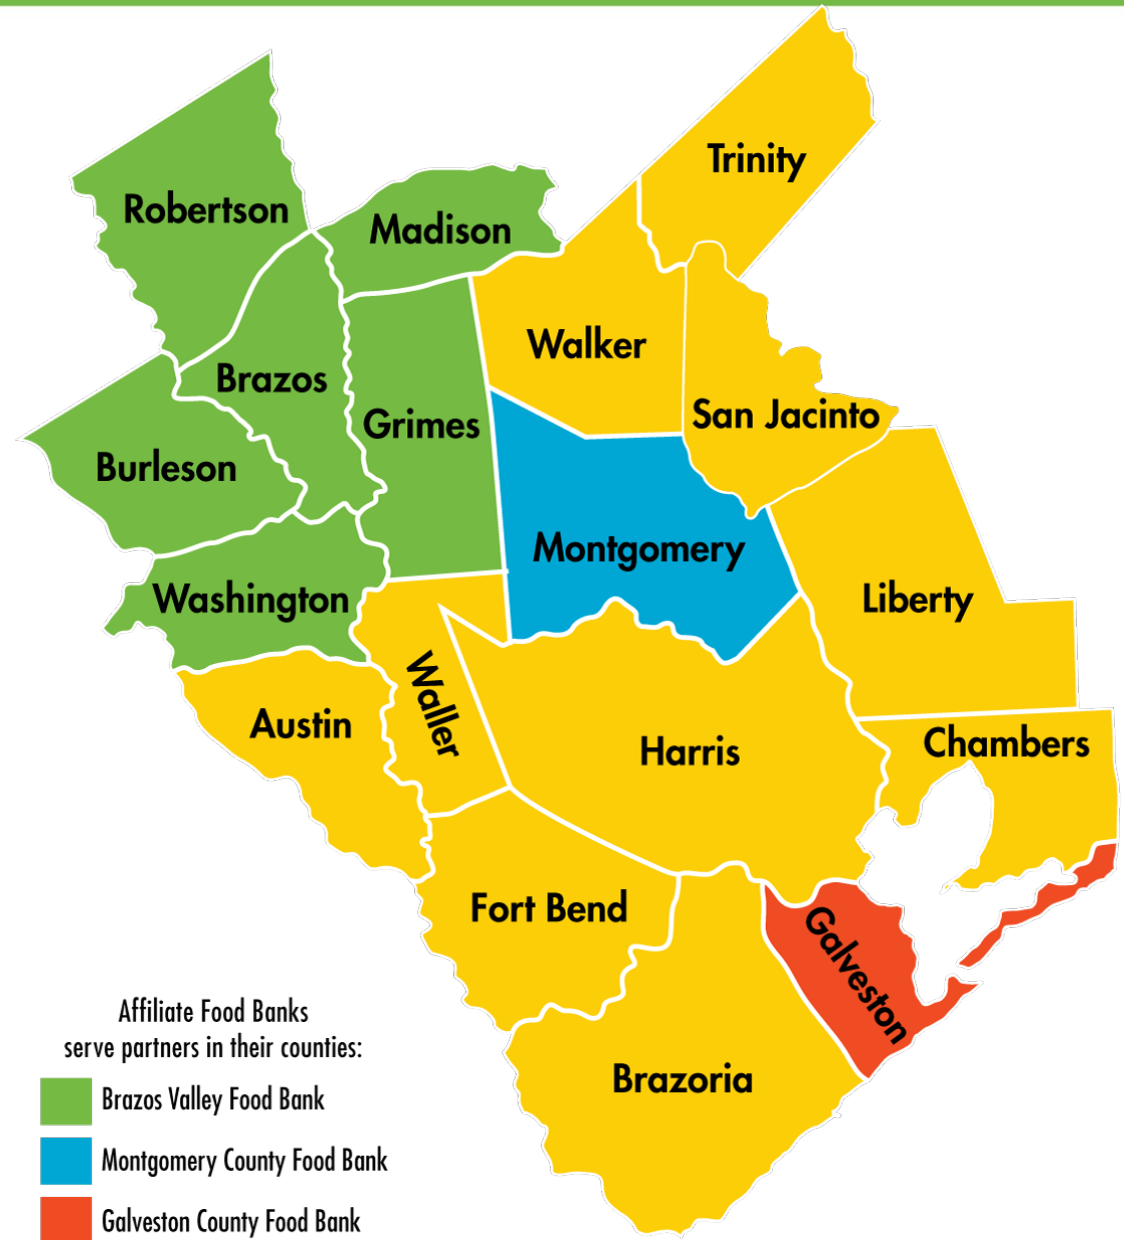 Trinity
Robertson
Madison
Walker
Brazos
San Jacinto
Grimes
Burleson
Montgomery
Washington
Liberty
Waller
Austin
Harris
Chambers
Fort Bend
Galveston
Brazoria
Affiliate Food Banks
serve partners in their counties:
Brazos Valley Food Bank
Montgomery County Food Bank
Galveston County Food Bank